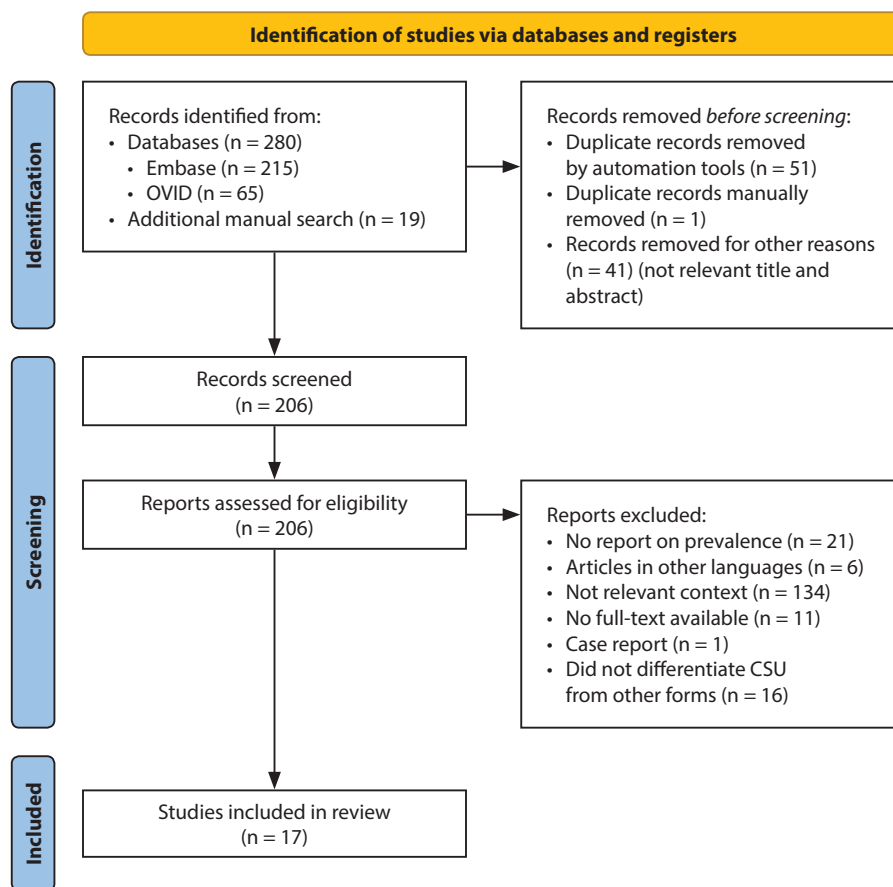 Identification of studies via databases and registers
Identification
Records identified from:
• Databases (n = 280)
• Embase (n = 215)
• OVID (n = 65)
• Additional manual search (n = 19)
Records removed before screening:
• Duplicate records removed
by automation tools (n = 51)
• Duplicate records manually
removed (n = 1)
• Records removed for other reasons
(n = 41) (not relevant title and
abstract)
Screening
Records screened
(n = 206)
Reports assessed for eligibility
(n = 206)
Reports excluded:
• No report on prevalence (n = 21)
• Articles in other languages (n = 6)
• Not relevant context (n = 134)
• No full-text available (n = 11)
• Case report (n = 1)
• Did not differentiate CSU
from other forms (n = 16)
Included
Studies included in review
(n = 17)